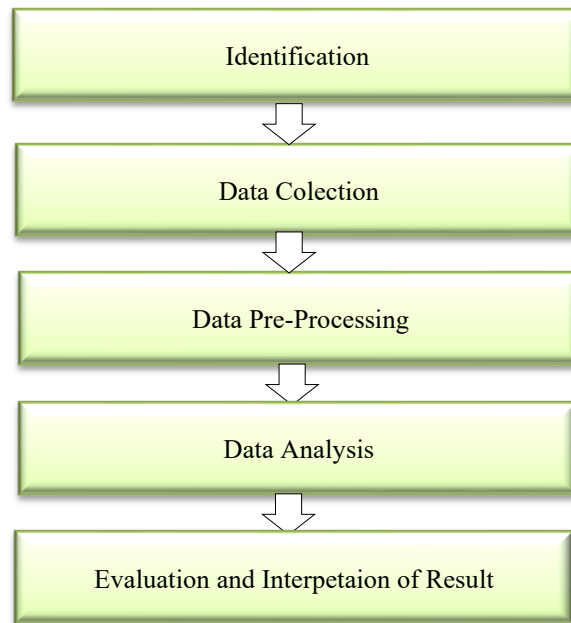 Identification
Data Colection
Data Pre-Processing
Data Analysis
Evaluation and Interpetaion of Result